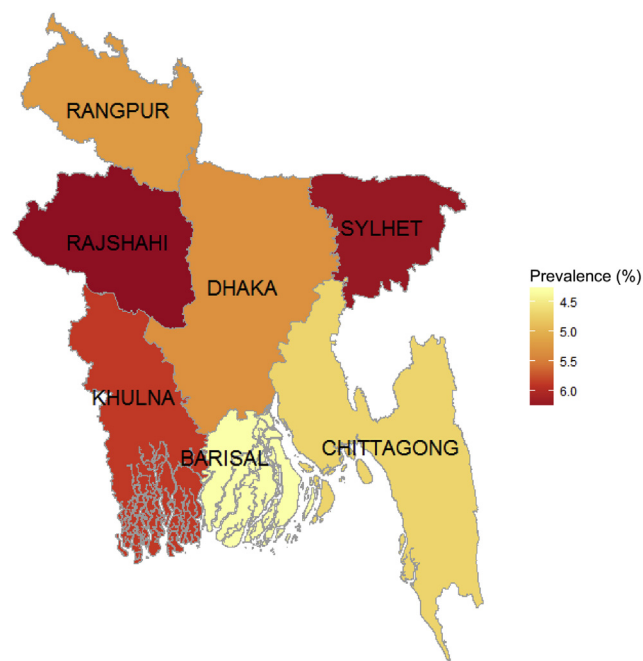 RANGPUR
RAJSHAHI
SYLHET
DHAKA
Prevalence (%)
4.5
5.0
5.5
6.0
KHULNA
BARISAL
CHITTAGONG